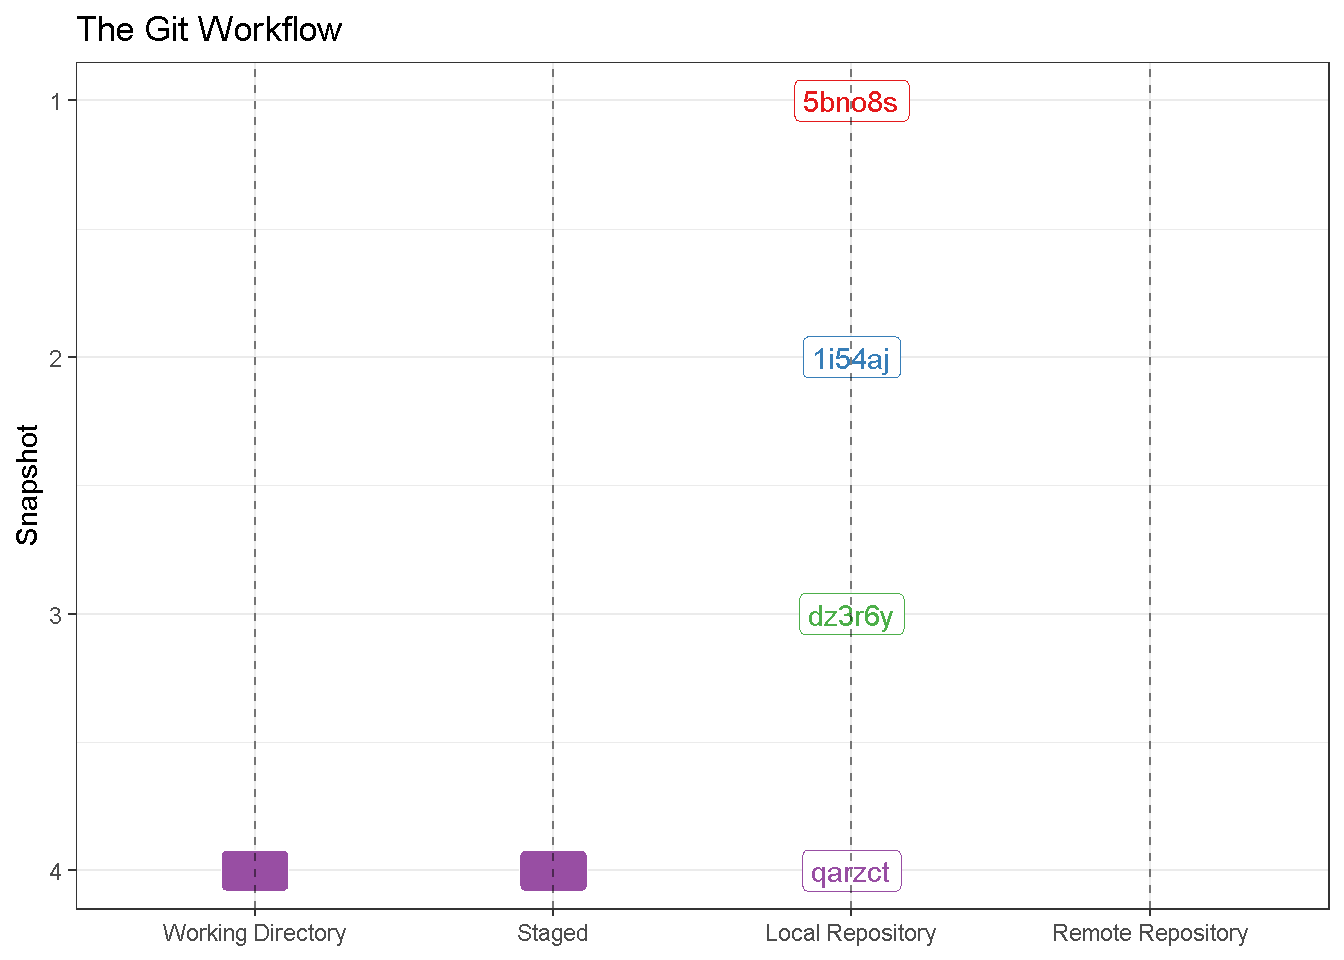 The Git Workflow
Snapshot
1
5bno8s
2
1i54aj
3
dz3r6y
4
qarzct
Working Directory
Staged
Local Repository
Remote Repository